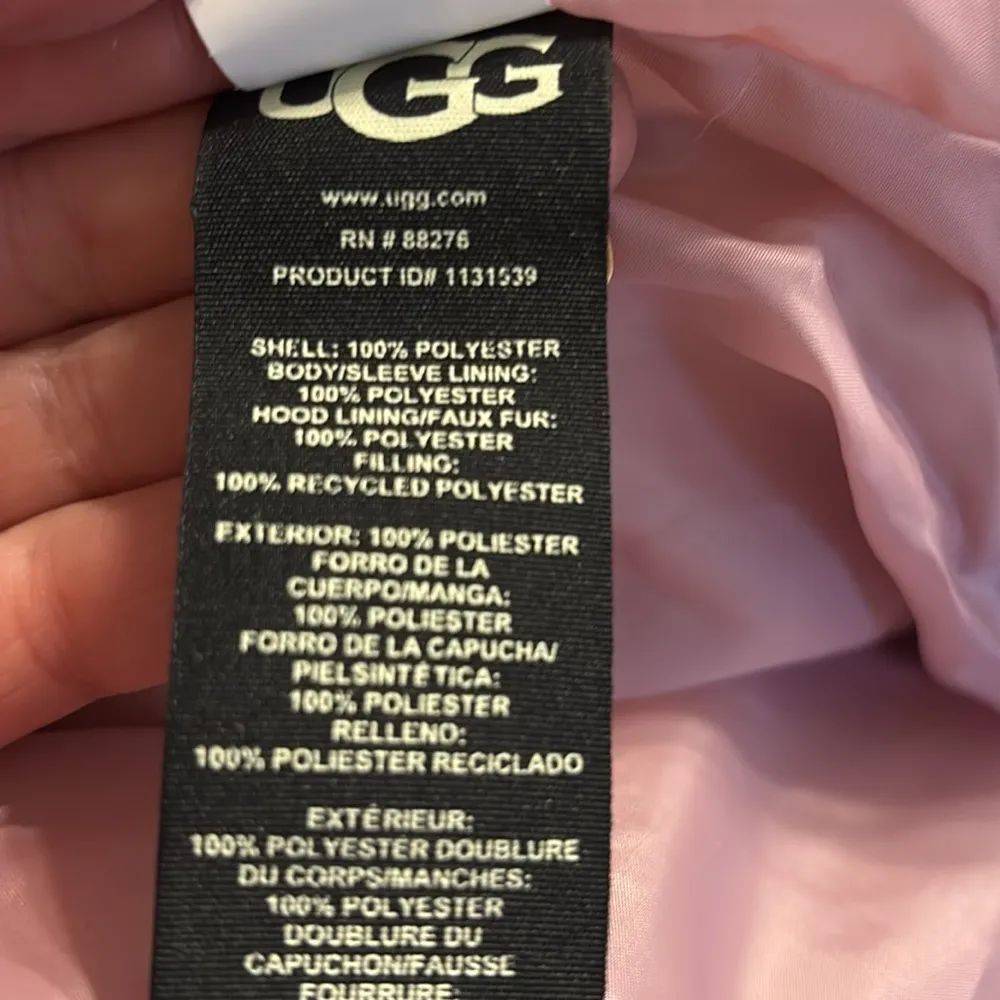 UGG
www.ugg.com
RN # 88276
PRODUCT ID# 1131539
SHELL: 100% POLYESTER
BODY/SLEEVE LINING:
100% POLYESTER
HOOD LINING/FAUX FUR:
100% POLYESTER
FILLING:
100% RECYCLED POLYESTER
EXTERIOR: 100% POLIESTER
FORRO DE LA
CUERPO/MANGA:
100% POLIESTER
FORRO DE LA CAPUCHA/
PIELSINTÉTICA:
100% POLIESTER
RELLENO:
100% POLIESTER RECICLADO
EXTÉRIEUR:
100% POLYESTER DOUBLURE
DU CORPS/MANCHES:
100% POLYESTER
DOUBLURE DU
CAPUCHON/FAUSSE
FOURRURE: